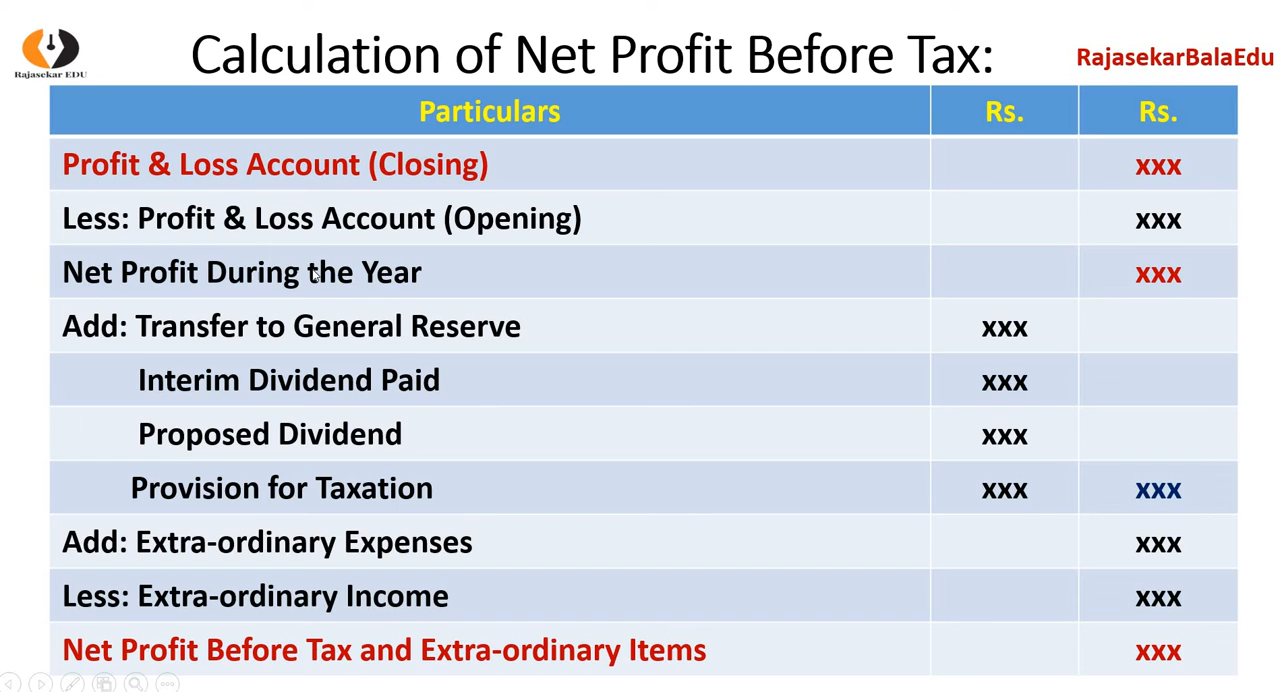 Rajasekar EDU
Calculation of Net Profit Before Tax:
RajasekarBalaEdu
Particulars Rs. Rs.
Profit & Loss Account (Closing) xxx
Less: Profit & Loss Account (Opening) xxx
Net Profit During the Year xxx
Add: Transfer to General Reserve xxx
Interim Dividend Paid xxx
Proposed Dividend xxx
Provision for Taxation xxx xxx
Add: Extra-ordinary Expenses xxx
Less: Extra-ordinary Income xxx
Net Profit Before Tax and Extra-ordinary Items xxx